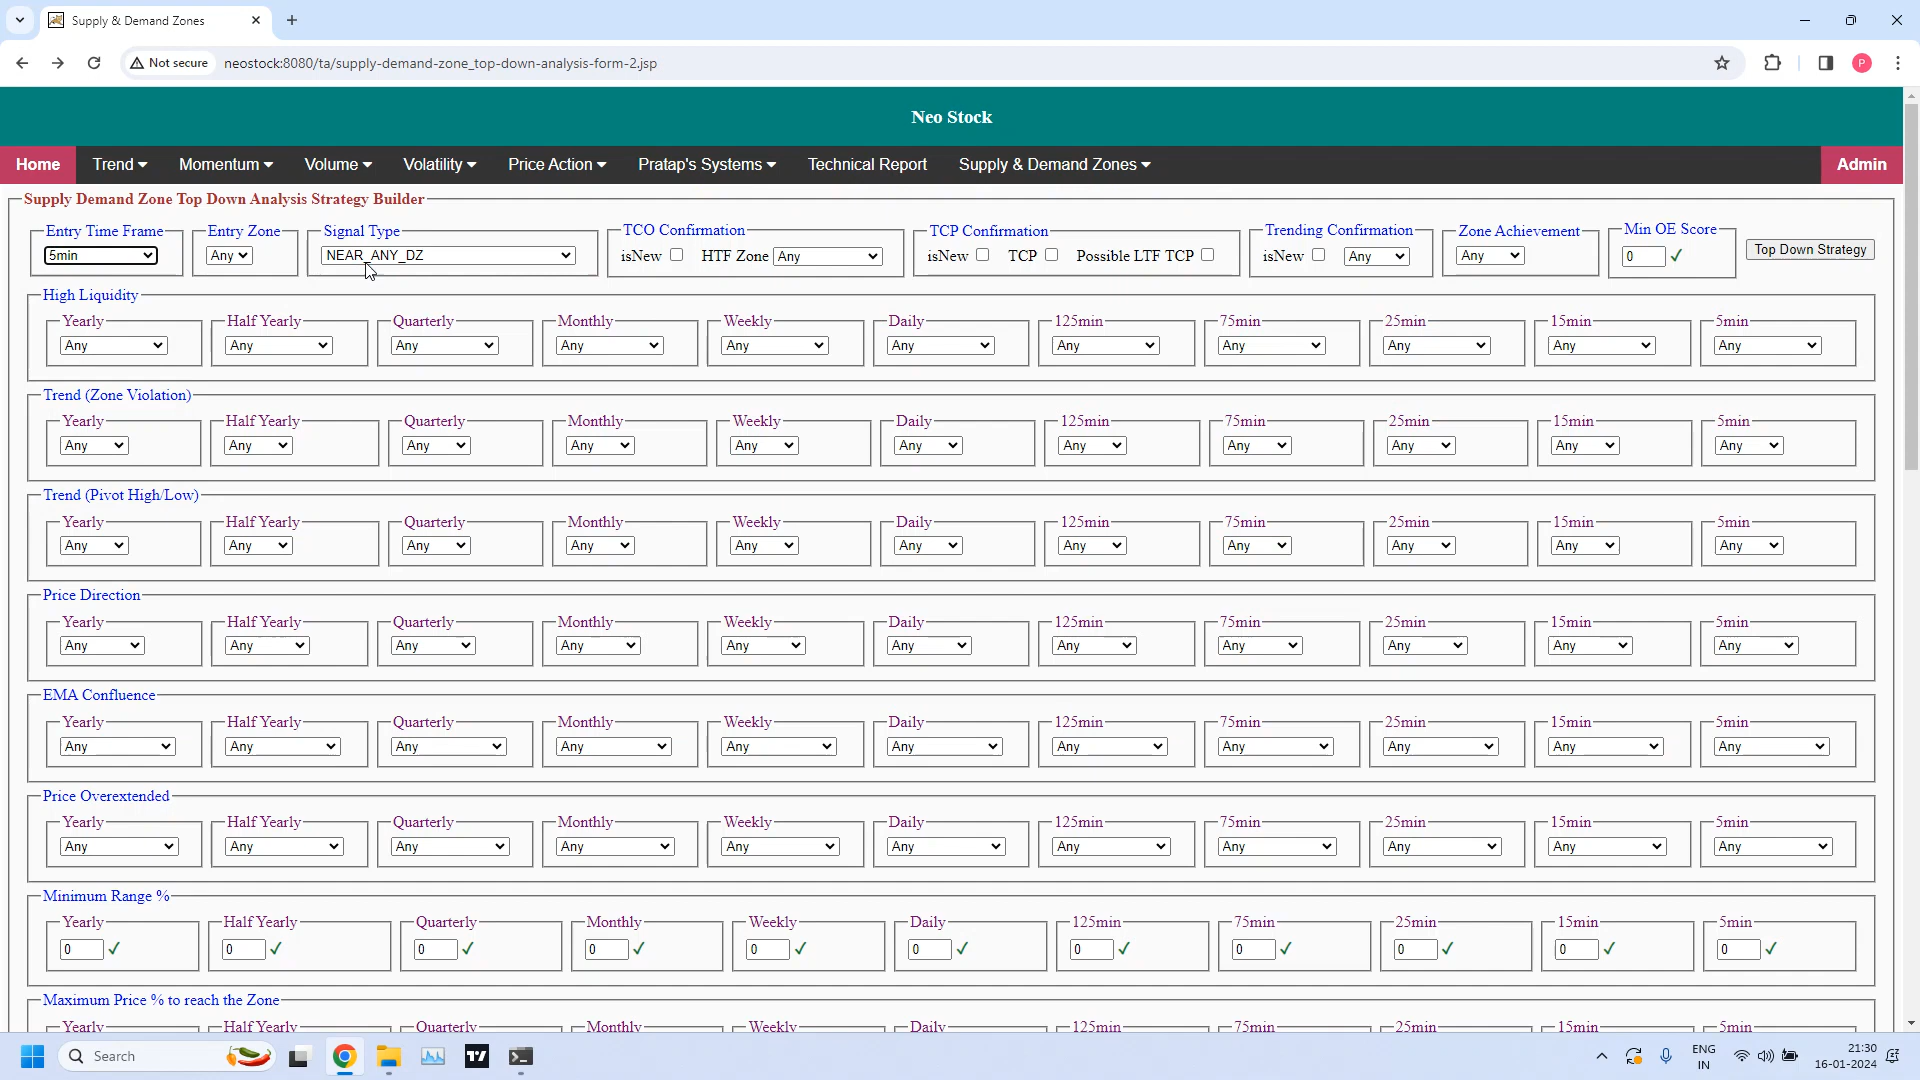 Supply & Demand Zones
Not secure neostock:8080/ta/supply-demand-zone_top-down-analysis-form-2.jsp P
Neo Stock
Home Trend Momentum Volume Volatility Price Action Pratap's Systems Technical Report Supply & Demand Zones Admin
Supply Demand Zone Top Down Analysis Strategy Builder
Entry Time Frame Entry Zone Signal Type TCO Confirmation TCP Confirmation Trending Confirmation Zone Achievement Min OE Score
5min Any NEAR_ANY_DZ isNew HTF Zone Any isNew TCP Possible LTF TCP isNew Any Any 0 Top Down Strategy
High Liquidity
Yearly Half Yearly Quarterly Monthly Weekly Daily 125min 75min 25min 15min 5min
Any Any Any Any Any Any Any Any Any Any Any
Trend (Zone Violation)
Yearly Half Yearly Quarterly Monthly Weekly Daily 125min 75min 25min 15min 5min
Any Any Any Any Any Any Any Any Any Any Any
Trend (Pivot High/Low)
Yearly Half Yearly Quarterly Monthly Weekly Daily 125min 75min 25min 15min 5min
Any Any Any Any Any Any Any Any Any Any Any
Price Direction
Yearly Half Yearly Quarterly Monthly Weekly Daily 125min 75min 25min 15min 5min
Any Any Any Any Any Any Any Any Any Any Any
EMA Confluence
Yearly Half Yearly Quarterly Monthly Weekly Daily 125min 75min 25min 15min 5min
Any Any Any Any Any Any Any Any Any Any Any
Price Overextended
Yearly Half Yearly Quarterly Monthly Weekly Daily 125min 75min 25min 15min 5min
Any Any Any Any Any Any Any Any Any Any Any
Minimum Range %
Yearly Half Yearly Quarterly Monthly Weekly Daily 125min 75min 25min 15min 5min
0 0 0 0 0 0 0 0 0 0 0
Maximum Price % to reach the Zone
Yearly Half Yearly Quarterly Monthly Weekly Daily 125min 75min 25min 15min 5min
Search
ENG
IN
21:30
16-01-2024